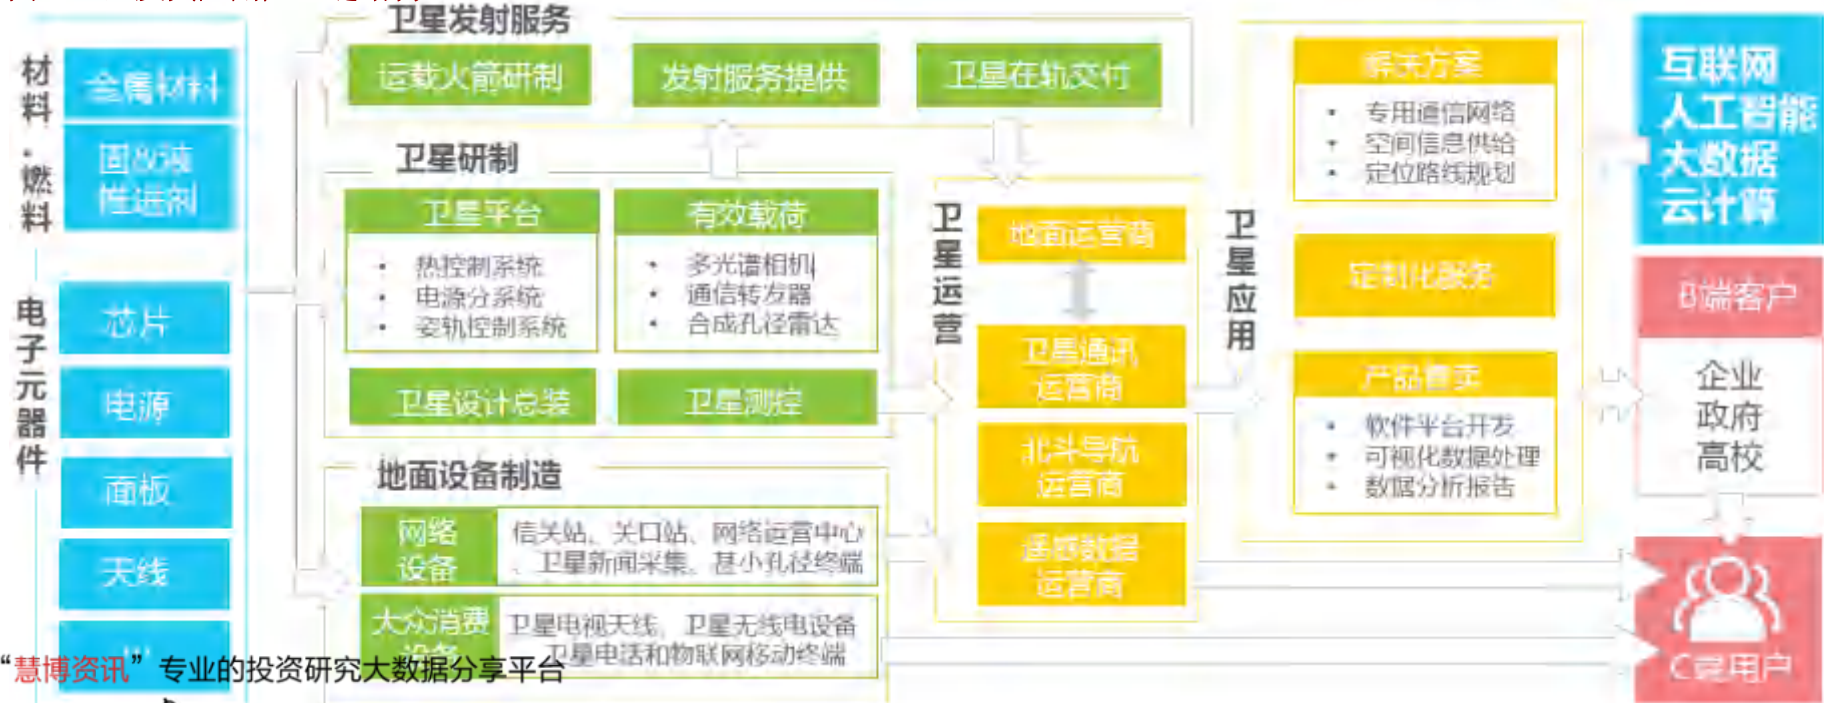 材料·燃料
金属材料
固&液
推进剂
电子元器件
芯片
电源
面板
天线
...
卫星发射服务
运载火箭研制
发射服务提供
卫星在轨交付
卫星研制
卫星平台
• 热控制系统
• 电源分系统
• 姿轨控制系统
有效载荷
• 多光谱相机
• 通信转发器
• 合成孔径雷达
卫星设计总装
卫星测控
地面设备制造
网络
设备
信关站、关口站、网络运营中心
、卫星新闻采集、甚小孔径终端
大众消费
设备
卫星电视天线、卫星无线电设备
卫星电话和物联网移动终端
卫星运营
地面运营商
卫星通讯
运营商
北斗导航
运营商
遥感数据
运营商
卫星应用
解决方案
• 专用通信网络
• 空间信息供给
• 定位路线规划
定制化服务
产品售卖
• 软件平台开发
• 可视化数据处理
• 数据分析报告
互联网
人工智能
大数据
云计算
B端客户
企业
政府
高校
C端用户
“慧博资讯”专业的投资研究大数据分享平台